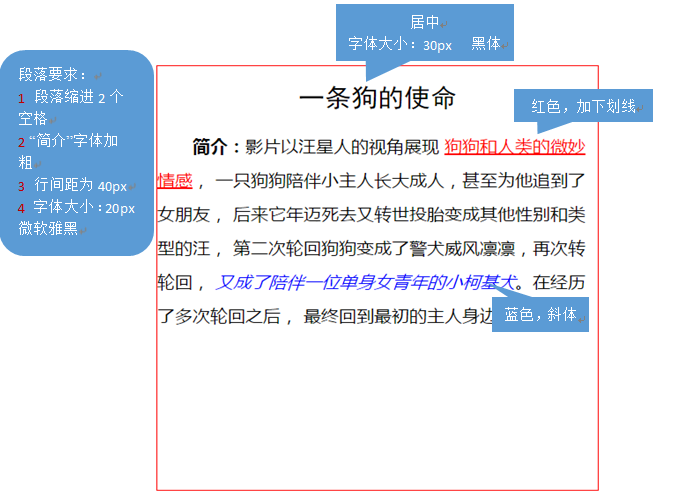 居中
字体大小：30px 黑体
段落要求：
1 段落缩进2个
空格
2 “简介”字体加
粗
3 行间距为40px
4 字体大小：20px
微软雅黑
一条狗的使命
红色，加下划线
简介：影片以汪星人的视角展现 狗狗和人类的微妙
情感， 一只狗狗陪伴小主人长大成人，甚至为他追到了
女朋友， 后来它年迈死去又转世投胎变成其他性别和类
型的汪， 第二次轮回狗狗变成了警犬威风凛凛，再次转
轮回， 又成了陪伴一位单身女青年的小柯基犬。在经历
了多次轮回之后， 最终回到最初的主人身边
蓝色，斜体